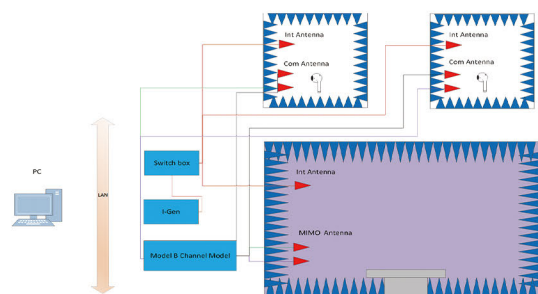 Int Antenna
Com Antenna
Int Antenna
Com Antenna
Switch box
PC
LAN
Int Antenna
I-Gen
MIMO Antenna
Model B Channel Model